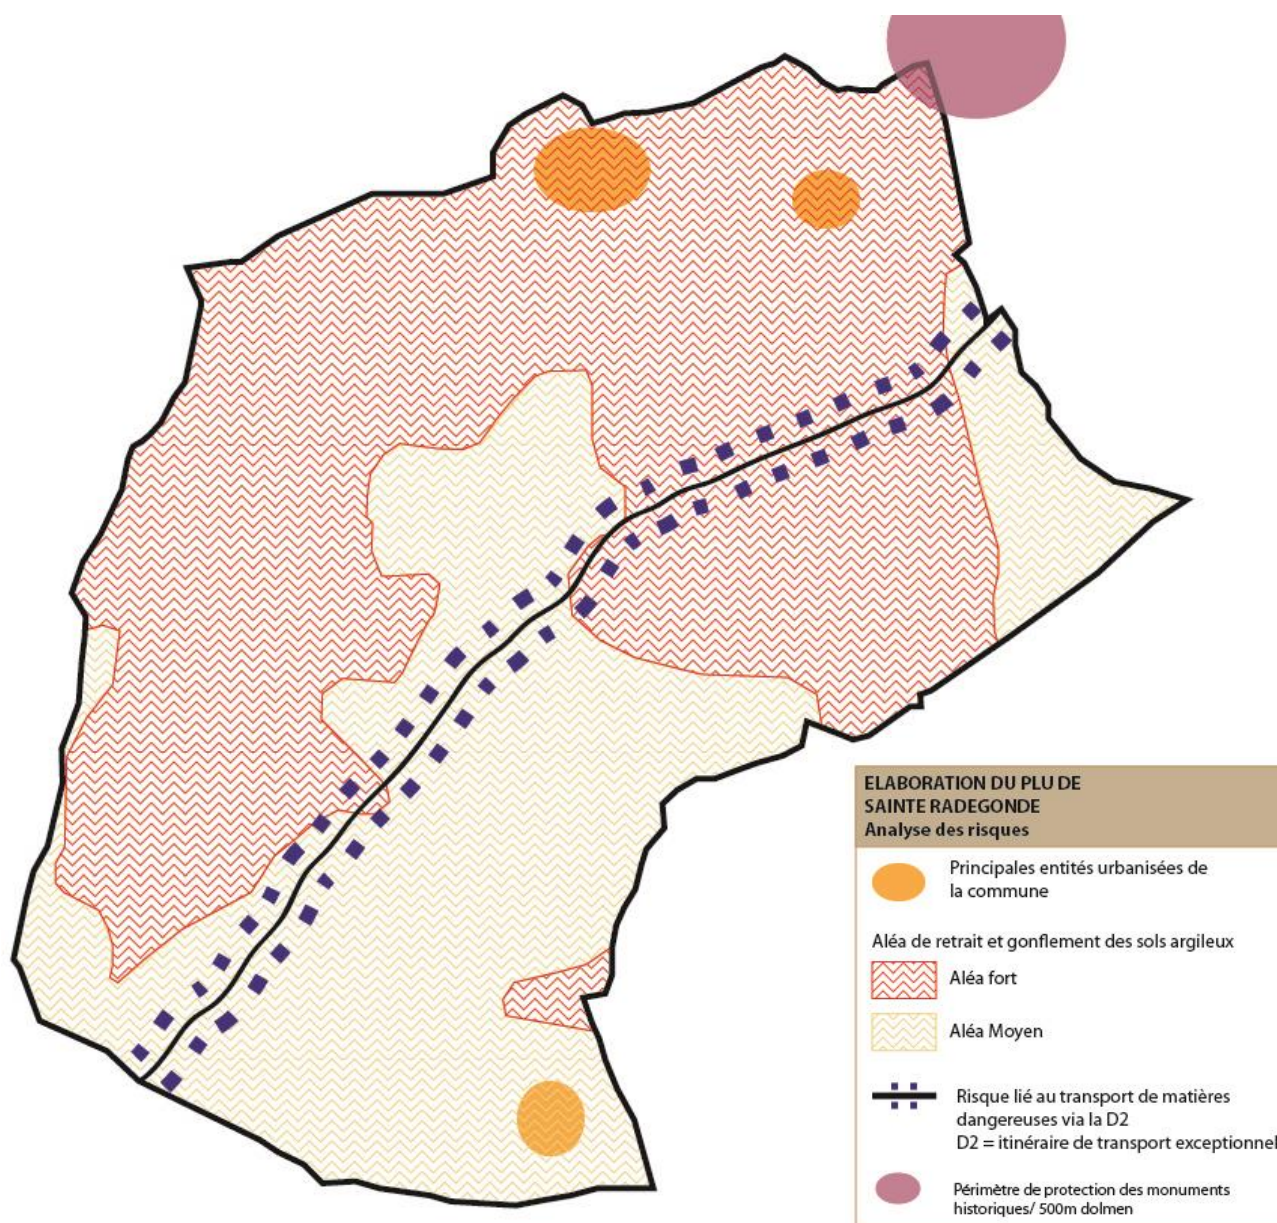 ELABORATION DU PLU DE
SAINTE RADEGONDE
Analyse des risques
Principales entités urbanisées de
la commune
Aléa de retrait et gonflement des sols argileux
Aléa fort
Aléa Moyen
Risque lié au transport de matières
dangereuses via la D2
D2 = itinéraire de transport exceptionnel
Périmètre de protection des monuments
historiques/ 500m dolmen